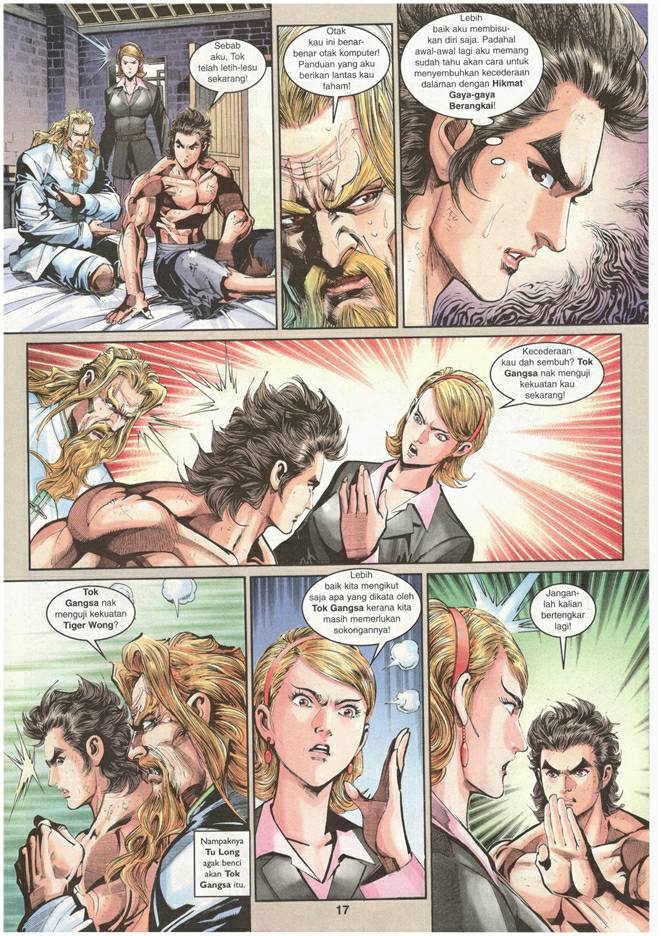 Sebab
aku, Tok
telah letih-lesu
sekarang!
Otak
kau ini benar-
benar otak komputer!
Panduan yang aku
berikan lantas kau
faham!
Lebih
baik aku membisu-
kan diri saja. Padahal
awal-awal lagi aku memang
sudah tahu akan cara untuk
menyembuhkan kecederaan
dalaman dengan Hikmat
Gaya-gaya
Berangkai!
Kecederaan
kau dah sembuh? Tok
Gangsa nak menguji
kekuatan kau
sekarang!
Tok
Gangsa nak
menguji kekuatan
Tiger Wong?
Nampaknya
Tu Long
agak benci
akan Tok
Gangsa itu.
Lebih
baik kita mengikut
saja apa yang dikata oleh
Tok Gangsa kerana kita
masih memerlukan
sokongannya!
Jangan-
lah kalian
bertengkar
lagi!
17